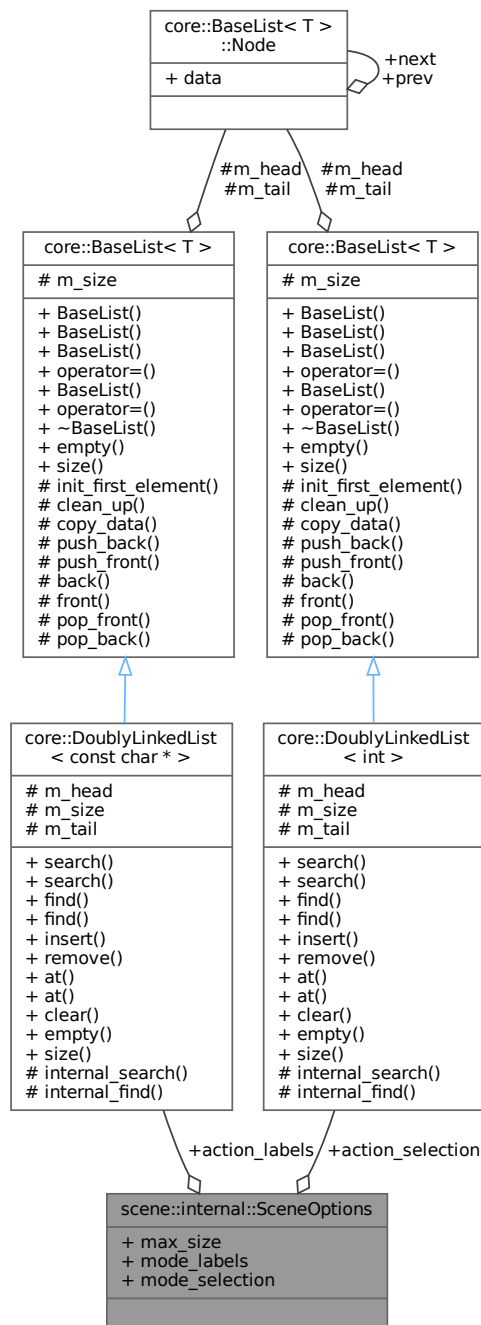 core::BaseList< T >
::Node
+ data
+next
+prev
#m_head
#m_tail
#m_head
#m_tail
core::BaseList< T >
# m_size
+ BaseList()
+ BaseList()
+ BaseList()
+ operator=()
+ BaseList()
+ operator=()
+ ~BaseList()
+ empty()
+ size()
# init_first_element()
# clean_up()
# copy_data()
# push_back()
# push_front()
# back()
# front()
# pop_front()
# pop_back()
core::BaseList< T >
# m_size
+ BaseList()
+ BaseList()
+ BaseList()
+ operator=()
+ BaseList()
+ operator=()
+ ~BaseList()
+ empty()
+ size()
# init_first_element()
# clean_up()
# copy_data()
# push_back()
# push_front()
# back()
# front()
# pop_front()
# pop_back()
core::DoublyLinkedList
< const char * >
# m_head
# m_size
# m_tail
+ search()
+ search()
+ find()
+ find()
+ insert()
+ remove()
+ at()
+ at()
+ clear()
+ empty()
+ size()
# internal_search()
# internal_find()
core::DoublyLinkedList
< int >
# m_head
# m_size
# m_tail
+ search()
+ search()
+ find()
+ find()
+ insert()
+ remove()
+ at()
+ at()
+ clear()
+ empty()
+ size()
# internal_search()
# internal_find()
+action_labels
+action_selection
scene::internal::SceneOptions
+ max_size
+ mode_labels
+ mode_selection